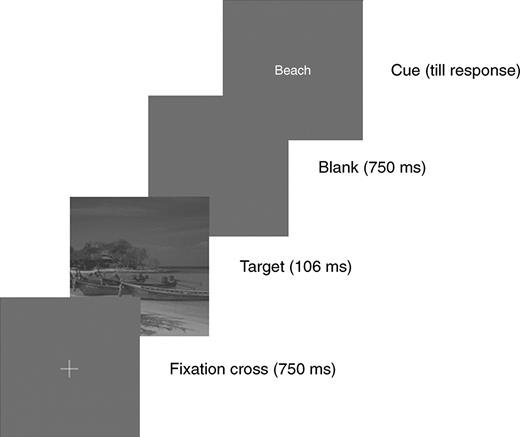 Beach
Cue (till response)
Blank (750 ms)
Target (106 ms)
Fixation cross (750 ms)